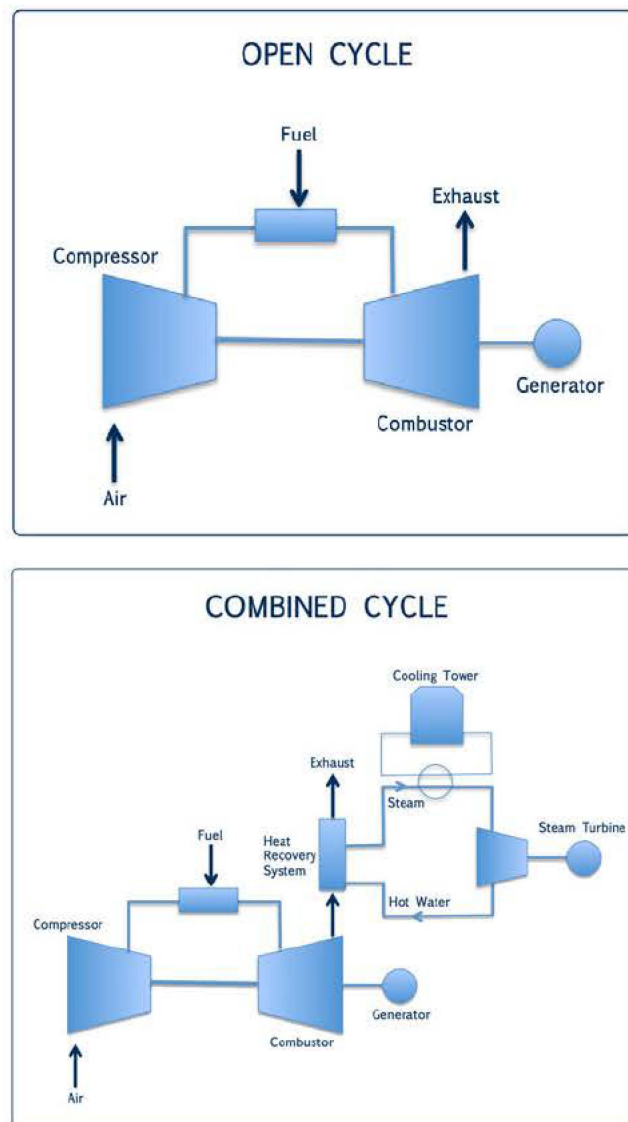 OPEN CYCLE
Fuel
Exhaust
Compressor
Generator
Combustor
Air
COMBINED CYCLE
Cooling Tower
Exhaust
Steam
Fuel
Heat
Recovery
System
Steam Turbine
Hot Water
Compressor
Generator
Combustor
Air